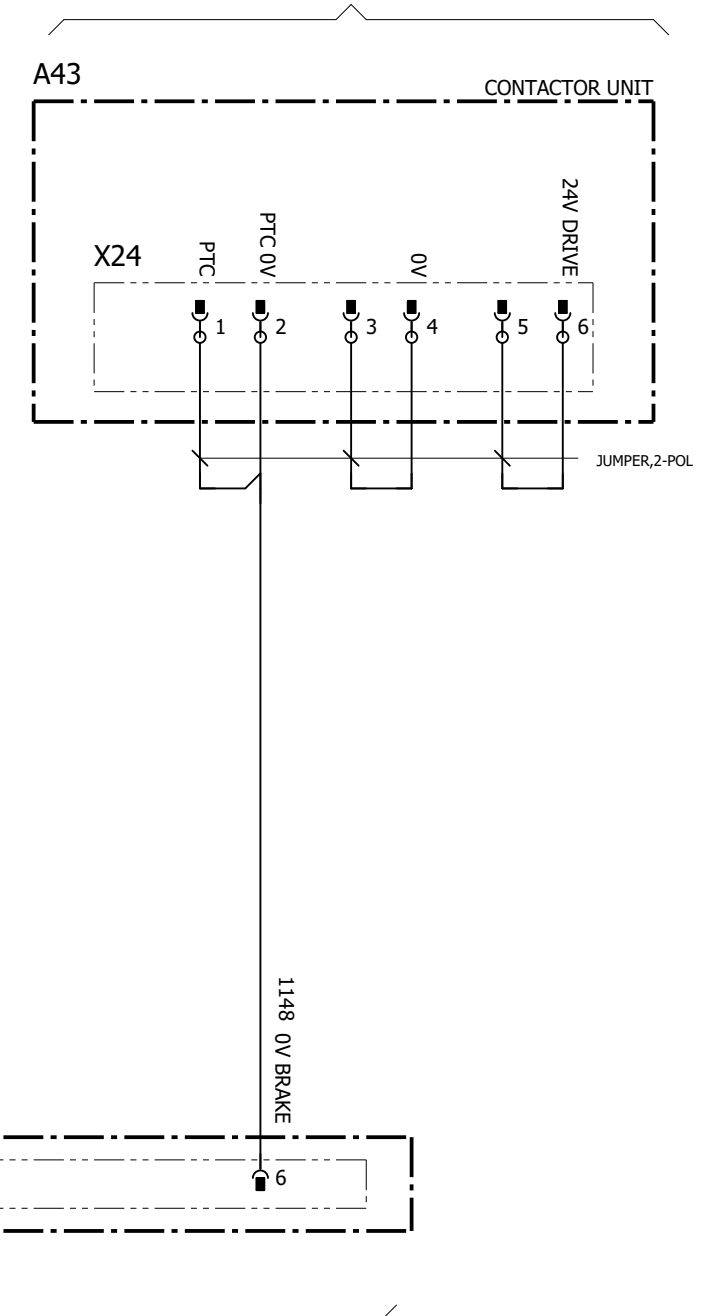 A43
CONTACTOR UNIT
X24
PTC
PTC 0V
0V
24V DRIVE
1
2
3
4
5
6
JUMPER,2-POL
1148 0V BRAKE
6